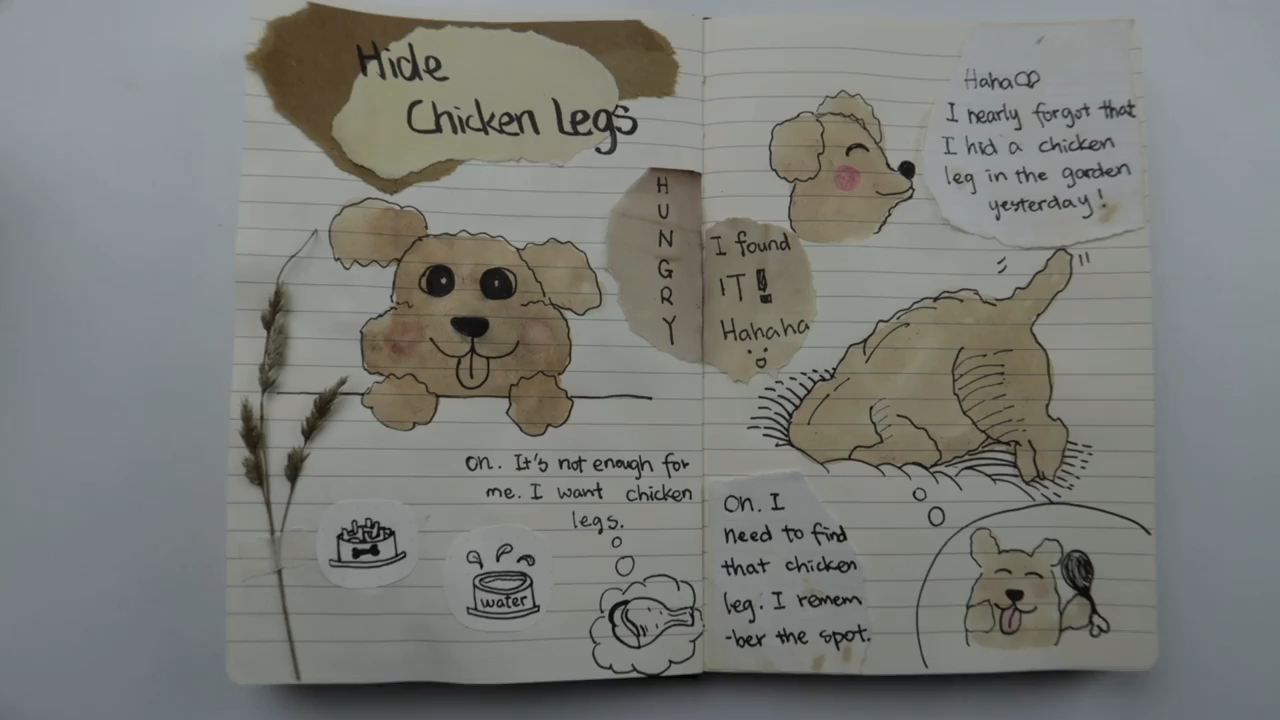 Hide
Chicken Legs
HUNGRY
oh. It's not enough for
me. I want chicken
legs.
water
Haha
I nearly forgot that
I hid a chicken
leg in the garden
yesterday!
I found
IT!
Hahaha
Oh. I
need to find
that chicken
leg. I remem
-ber the spot.